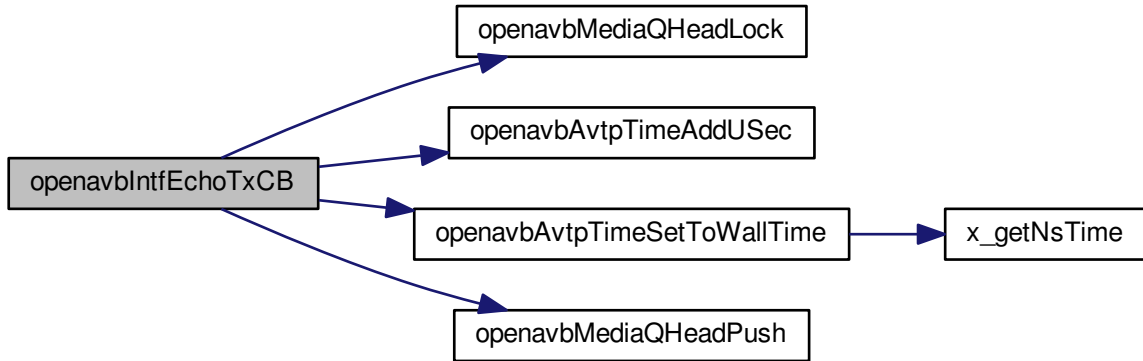 openavbMediaQHeadLock
openavbAvtpTimeAddUSec
openavbIntfEchoTxCB
openavbAvtpTimeSetToWallTime
x_getNsTime
openavbMediaQHeadPush